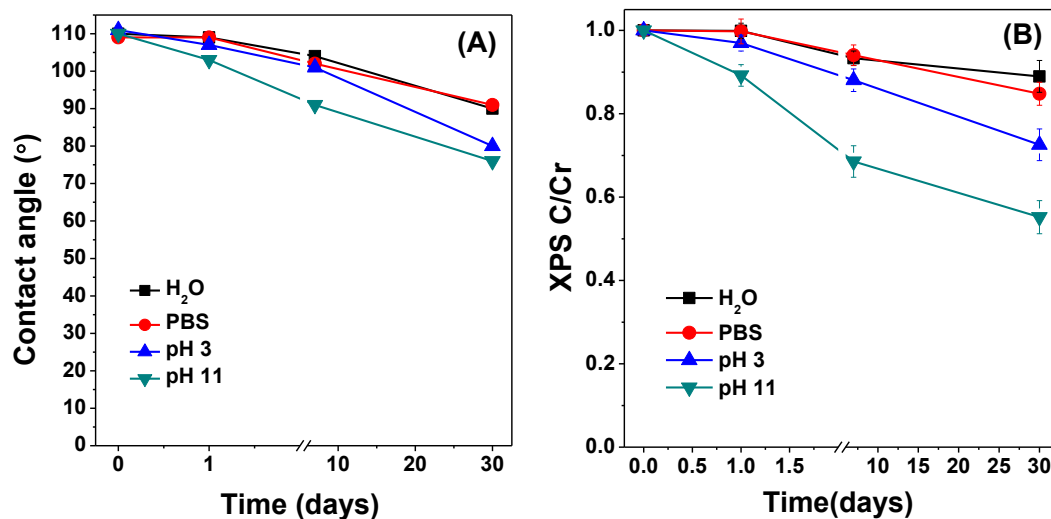 (A)
Contact angle (°)
110
100
90
80
70
60
50
40
30
20
10
0
H₂O
PBS
pH 3
pH 11
0 1 10 20 30
Time (days)
(B)
XPS C/Cr
1.0
0.8
0.6
0.4
0.2
0.0
H₂O
PBS
pH 3
pH 11
0.0 0.5 1.0 1.5 10 15 20 25 30
Time(days)